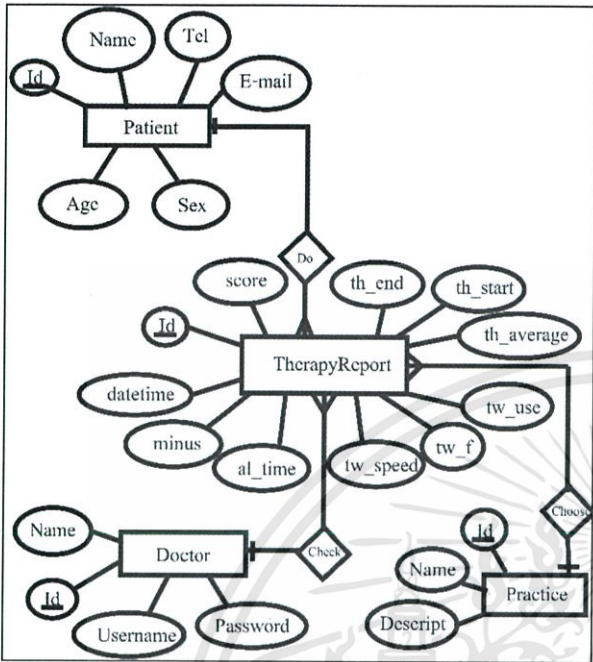 Name
Tel
Id
E-mail
Patient
Age
Sex
Do
score
th_end
th_start
Id
th_average
TherapyReport
datetime
tw_use
minus
tw_f
al_time
tw_speed
Name
Doctor
Check
Choose
Id
Id
Name
Practice
Username
Password
Descript